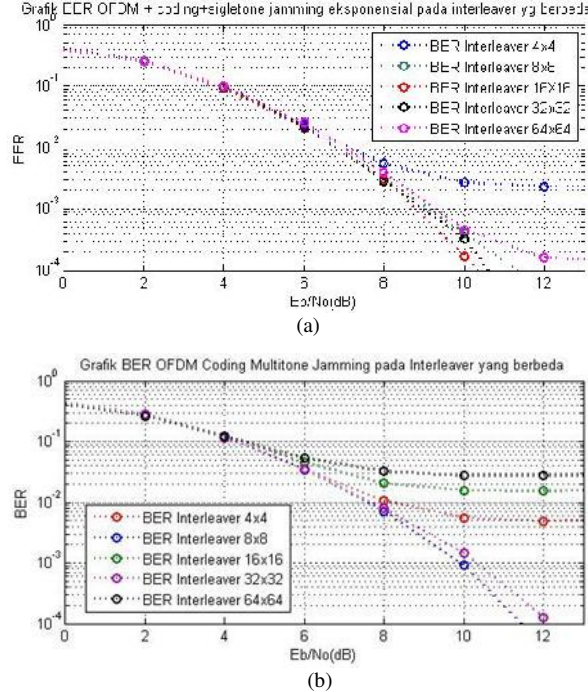 Grafik BER OFDM + coding+sigletone jamming eksponensial pada interleaver yg berbeda
10^0
10^-1
10^-2
10^-3
10^-4
BER
BER Interleaver 4x4
BER Interleaver 8x8
BER Interleaver 16X16
BER Interleaver 32x32
BER Interleaver 64x64
0 2 4 6 8 10 12
Eb/No(dB)
(a)
Grafik BER OFDM Coding Multitone Jamming pada Interleaver yang berbeda
10^0
10^-1
10^-2
10^-3
10^-4
BER
BER Interleaver 4x4
BER Interleaver 8x8
BER Interleaver 16x16
BER Interleaver 32x32
BER Interleaver 64x64
0 2 4 6 8 10 12
Eb/No(dB)
(b)